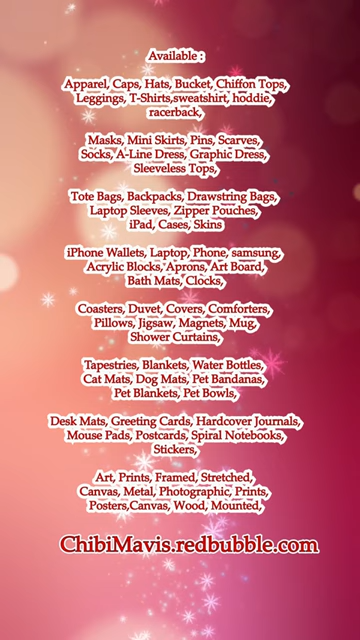 Available :
Apparel, Caps, Hats, Bucket, Chiffon Tops,
Leggings, T-Shirts,sweatshirt, hoddie,
racerback,
Masks, Mini Skirts, Pins, Scarves,
Socks, A-Line Dress, Graphic Dress,
Sleeveless Tops,
Tote Bags, Backpacks, Drawstring Bags,
Laptop Sleeves, Zipper Pouches,
iPad, Cases, Skins
iPhone Wallets, Laptop, Phone, samsung,
Acrylic Blocks, Aprons, Art Board,
Bath Mats, Clocks,
Coasters, Duvet, Covers, Comforters,
Pillows, Jigsaw, Magnets, Mug,
Shower Curtains,
Tapestries, Blankets, Water Bottles,
Cat Mats, Dog Mats, Pet Bandanas,
Pet Blankets, Pet Bowls,
Desk Mats, Greeting Cards, Hardcover Journals,
Mouse Pads, Postcards, Spiral Notebooks,
Stickers,
Art, Prints, Framed, Stretched,
Canvas, Metal, Photographic, Prints,
Posters,Canvas, Wood, Mounted,
ChibiMavis.redbubble.com